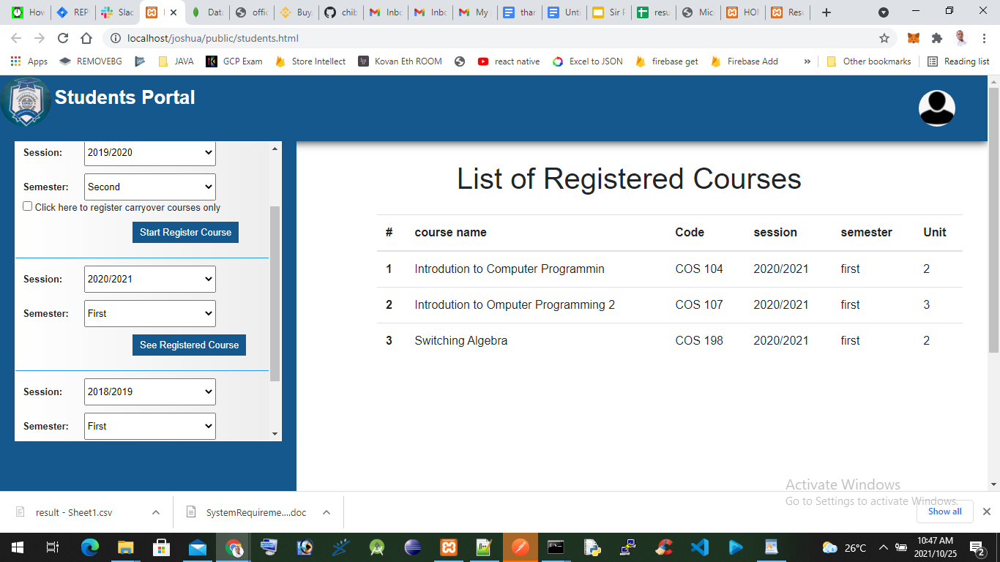 How
REP
Slac
Data
offic
Buy
chib
Inbo
Inbo
My
thar
Unti
Sir F
resu
Micr
HOI
Resu
localhost/joshua/public/students.html
Apps
REMOVEBG
JAVA
GCP Exam
Store Intellect
Kovan Eth ROOM
react native
Excel to JSON
firebase get
Firebase Add
»
Other bookmarks
Reading list
Students Portal
Session: 2019/2020
Semester: Second
Click here to register carryover courses only
Start Register Course
Session: 2020/2021
Semester: First
See Registered Course
Session: 2018/2019
Semester: First
List of Registered Courses
# course name Code session semester Unit
1 Introdution to Computer Programmin COS 104 2020/2021 first 2
2 Introdution to Omputer Programming 2 COS 107 2020/2021 first 3
3 Switching Algebra COS 198 2020/2021 first 2
Activate Windows
Go to Settings to activate Windows.
result - Sheet1.csv
SystemRequireme....doc
Show all
26°C
10:47 AM
2021/10/25
2